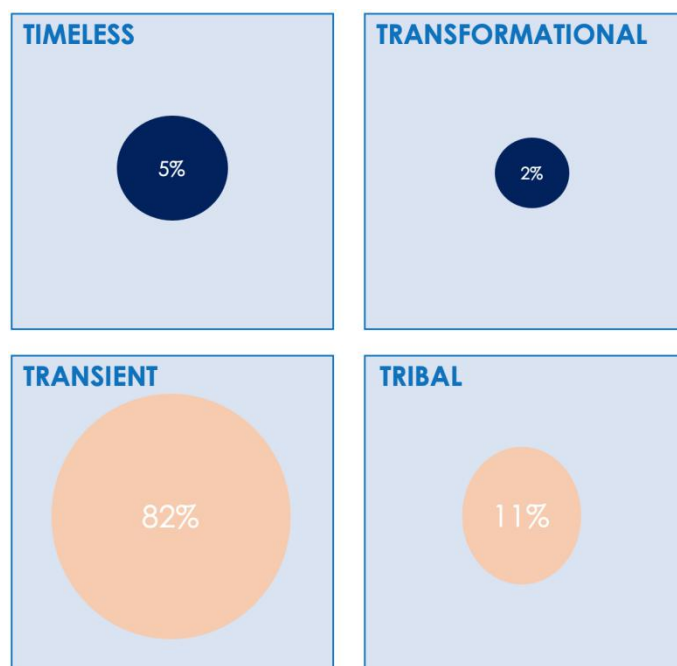 TIMELESS
5%
TRANSFORMATIONAL
2%
TRANSIENT
82%
TRIBAL
11%